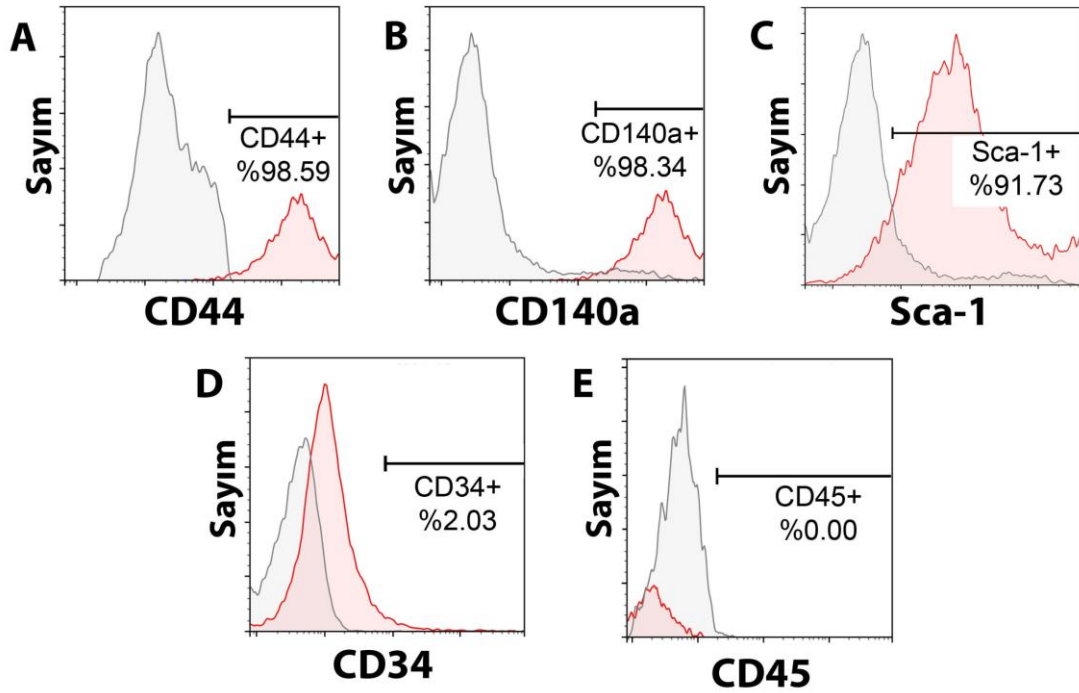 A
Sayım
CD44+
%98.59
CD44
B
Sayım
CD140a+
%98.34
CD140a
C
Sayım
Sca-1+
%91.73
Sca-1
D
Sayım
CD34+
%2.03
CD34
E
Sayım
CD45+
%0.00
CD45